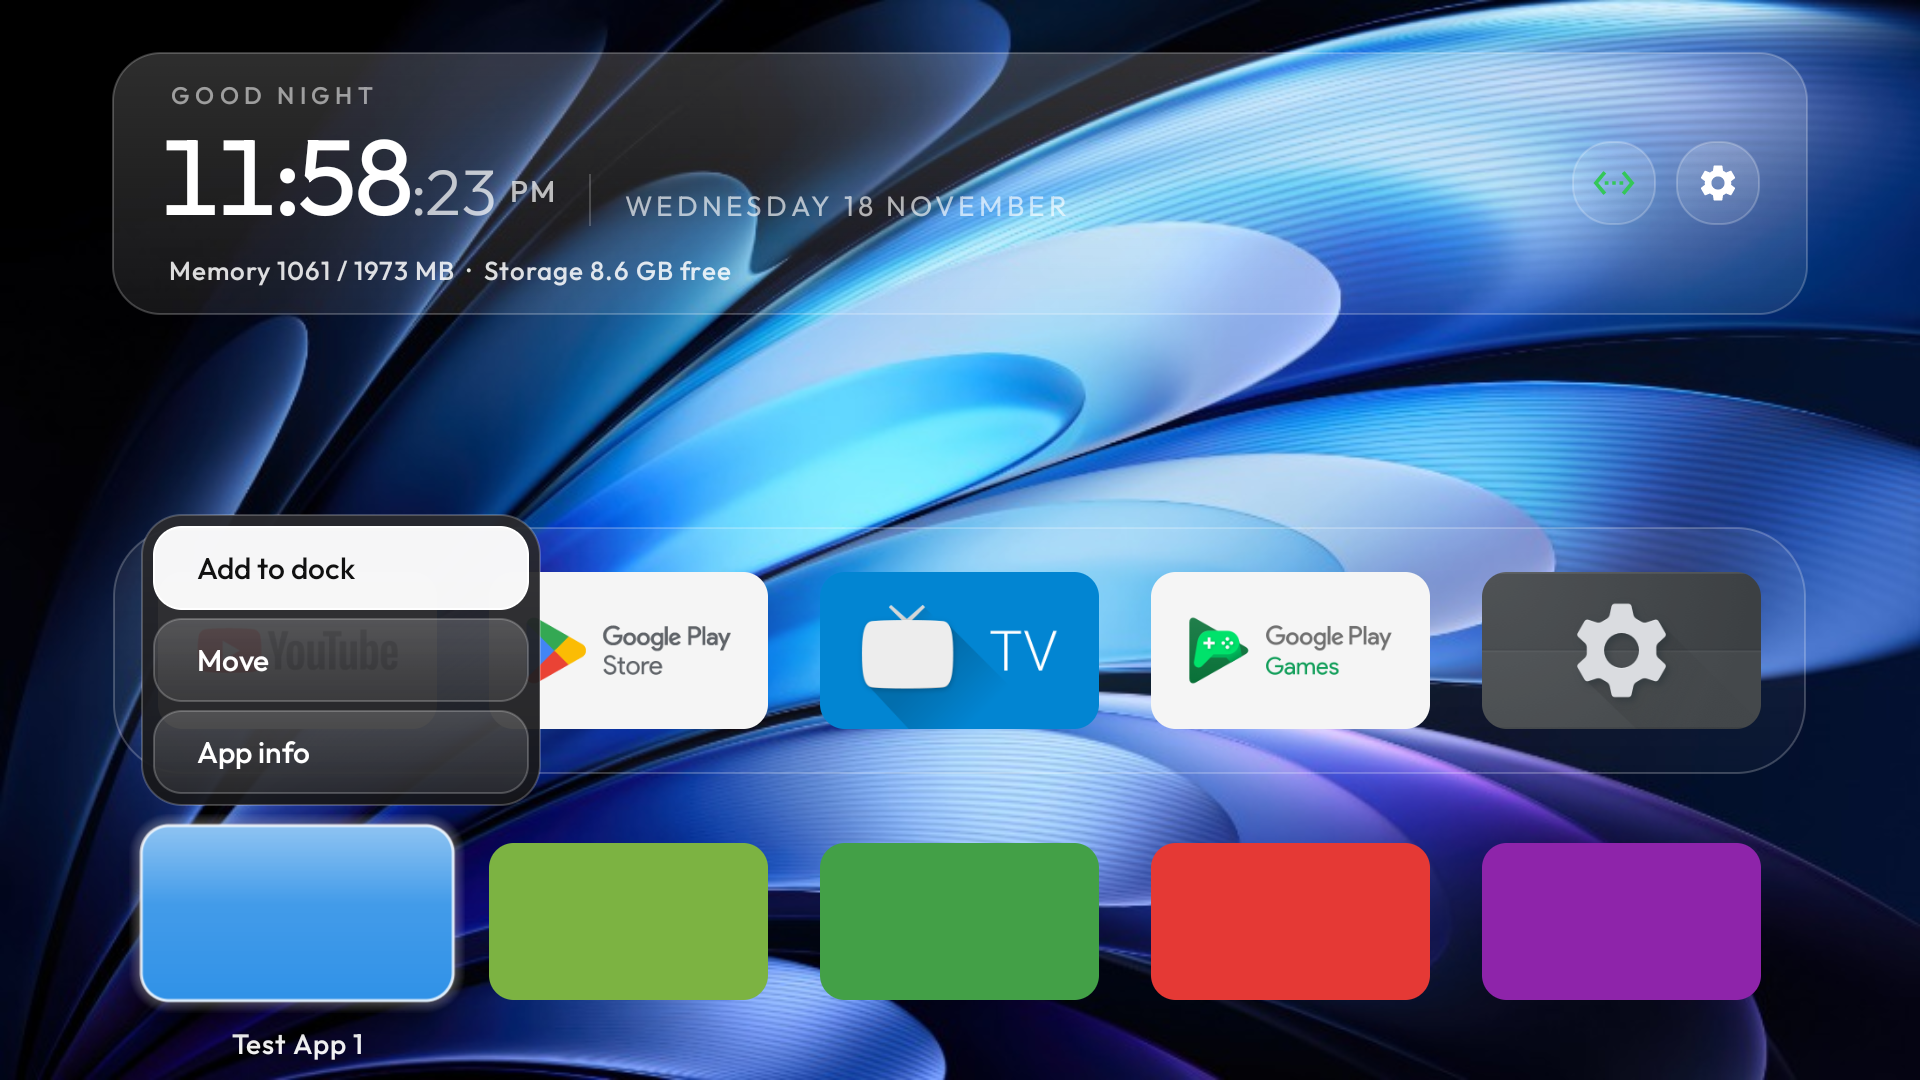 GOOD NIGHT
11:58:23 PM
WEDNESDAY 18 NOVEMBER
Memory 1061 / 1973 MB · Storage 8.6 GB free
Add to dock
Move
App info
YouTube
Google Play
Store
TV
Google Play
Games
Test App 1